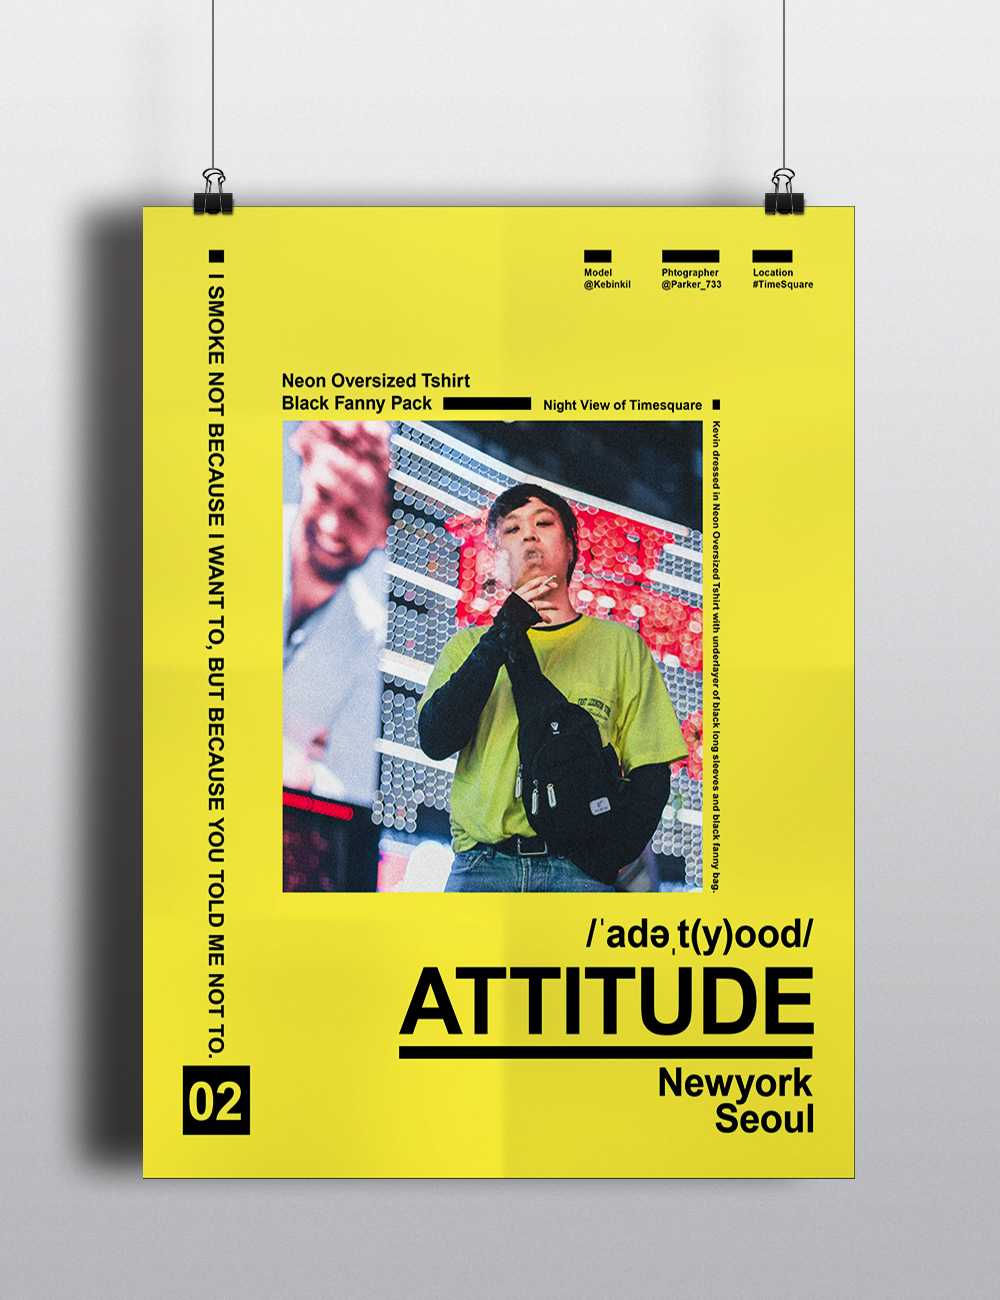 I SMOKE NOT BECAUSE I WANT TO, BUT BECAUSE YOU TOLD ME NOT TO.
02
Model
@Kebinkil
Phtographer
@Parker_733
Location
#TimeSquare
Neon Oversized Tshirt
Black Fanny Pack
Night View of Timesquare
Kevin dressed in Neon Oversized Tshirt with underlayer of black long sleeves and black fanny bag.
/ˈadəˌt(y)ood/
ATTITUDE
Newyork
Seoul